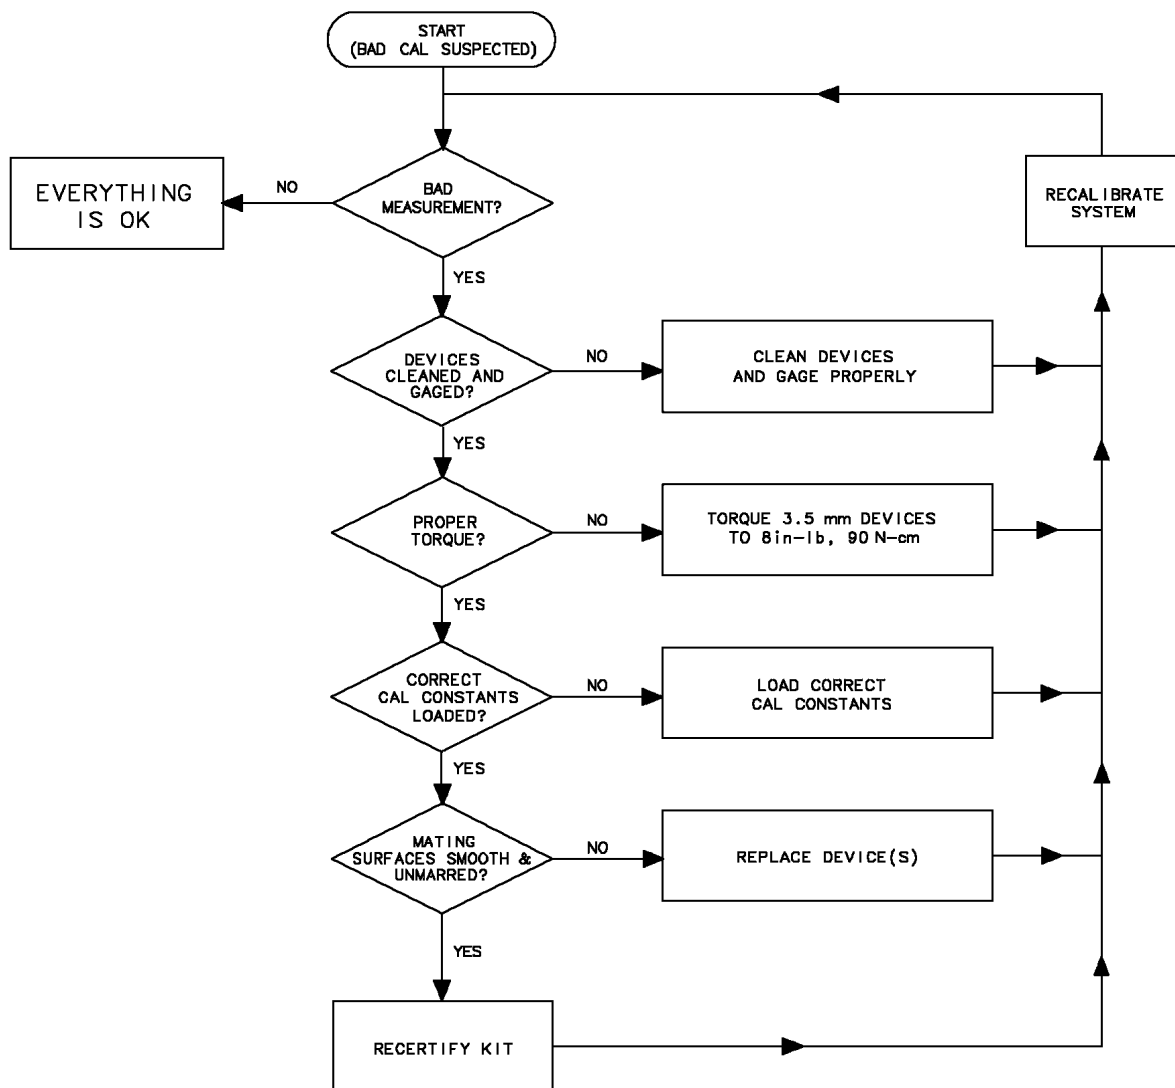 START
(BAD CAL SUSPECTED)
BAD
MEASUREMENT?
NO
EVERYTHING
IS OK
RECALIBRATE
SYSTEM
YES
DEVICES
CLEANED AND
GAGED?
NO
CLEAN DEVICES
AND GAGE PROPERLY
YES
PROPER
TORQUE?
NO
TORQUE 3.5 mm DEVICES
TO 8in-lb, 90 N-cm
YES
CORRECT
CAL CONSTANTS
LOADED?
NO
LOAD CORRECT
CAL CONSTANTS
YES
MATING
SURFACES SMOOTH &
UNMARRED?
NO
REPLACE DEVICE(S)
YES
RECERTIFY KIT